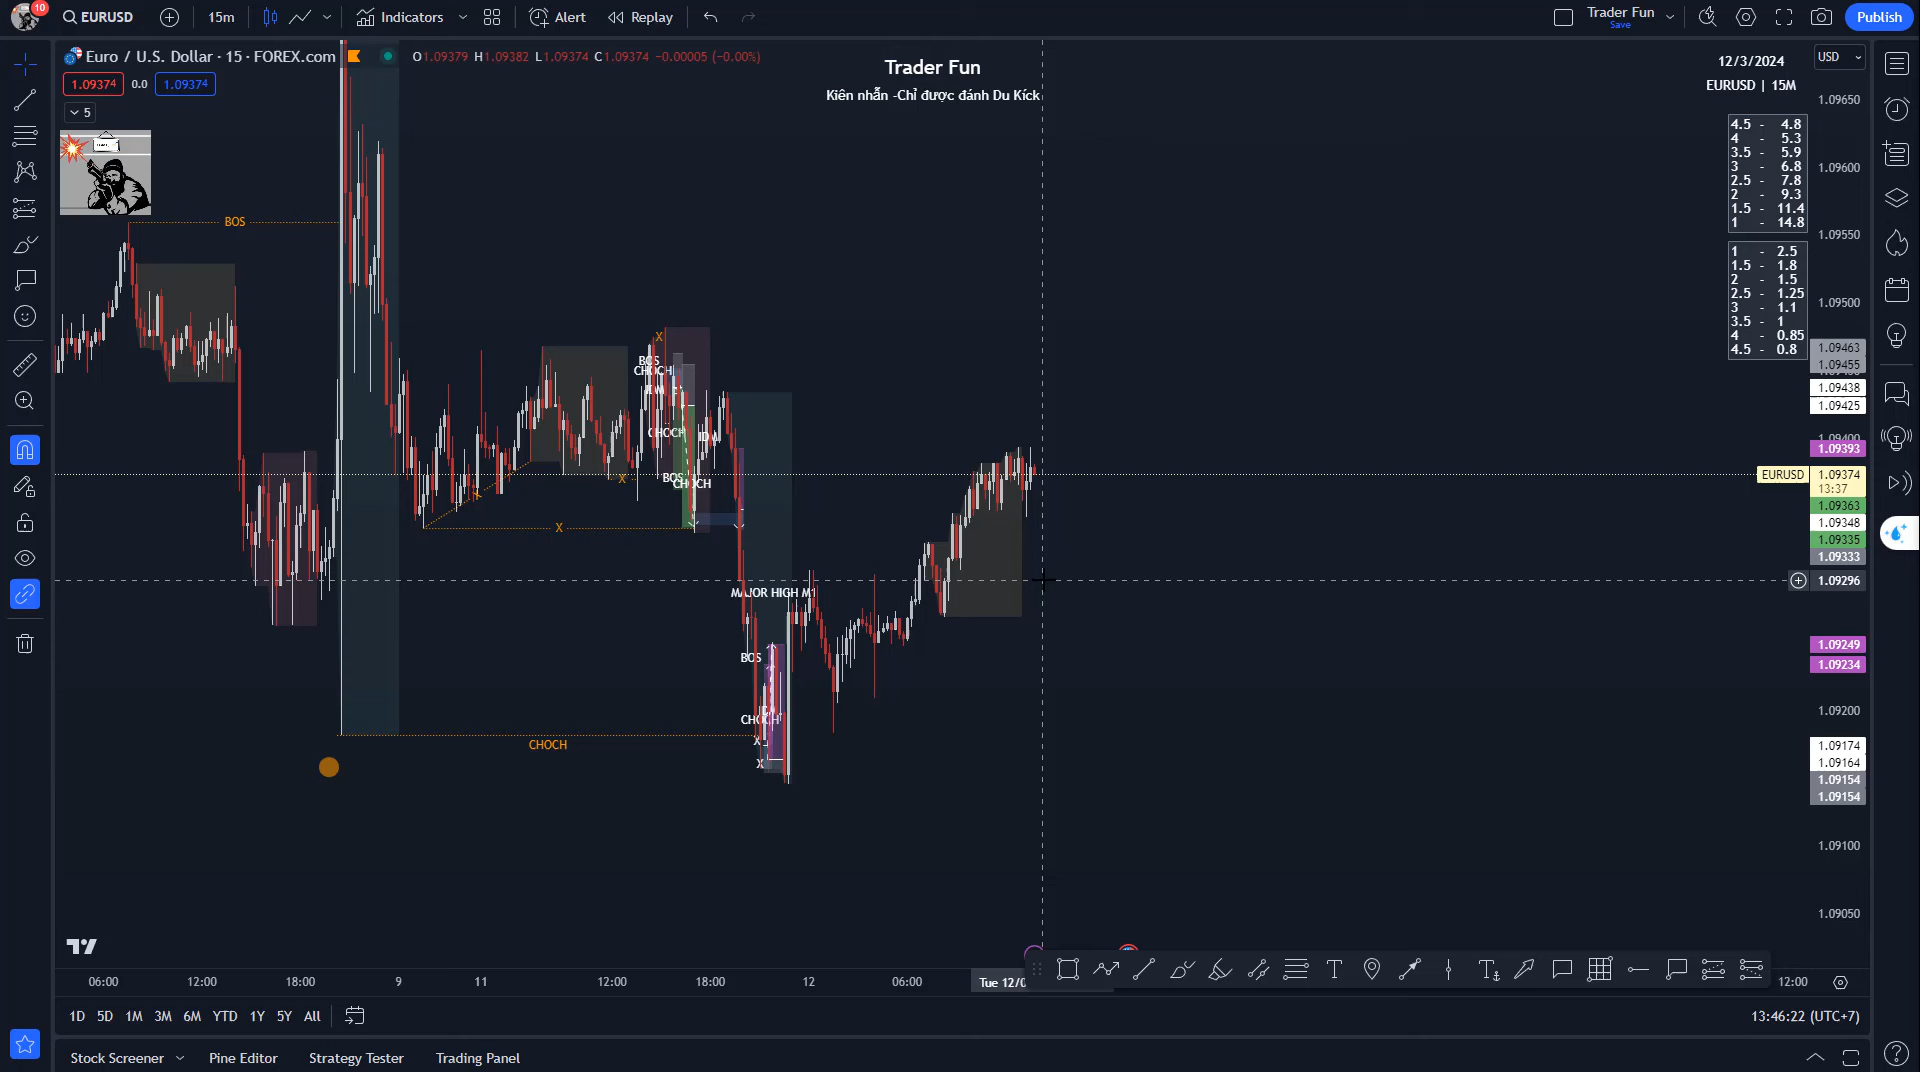 10
EURUSD
15m
Indicators
Alert
Replay
Trader Fun
Save
Publish
Euro / U.S. Dollar · 15 · FOREX.com
O1.09379 H1.09382 L1.09374 C1.09374 −0.00005 (−0.00%)
1.09374
0.0
1.09374
5
Trader Fun
Kiên nhẫn -Chỉ được đánh Du Kích
12/3/2024
EURUSD | 15M
USD
4.5 - 4.8
4 - 5.3
3.5 - 5.9
3 - 6.8
2.5 - 7.8
2 - 9.3
1.5 - 11.4
1 - 14.8
1 - 2.5
1.5 - 1.8
2 - 1.5
2.5 - 1.25
3 - 1.1
3.5 - 1
4 - 0.85
4.5 - 0.8
1.09650
1.09600
1.09550
1.09500
1.09463
1.09455
1.09438
1.09425
1.09400
1.09393
EURUSD
1.09374
13:37
1.09363
1.09348
1.09335
1.09333
1.09296
1.09249
1.09234
1.09200
1.09174
1.09164
1.09154
1.09154
1.09100
1.09050
BOS
X
BOS
CHOCH
CHOCH
IDM
X
BOS
CHOCH
X
X
MAJOR HIGH M1
BOS
CHOCH
X
X
CHOCH
06:00
12:00
18:00
9
11
12:00
18:00
12
06:00
Tue 12/0
12:00
1D
5D
1M
3M
6M
YTD
1Y
5Y
All
13:46:22 (UTC+7)
Stock Screener
Pine Editor
Strategy Tester
Trading Panel